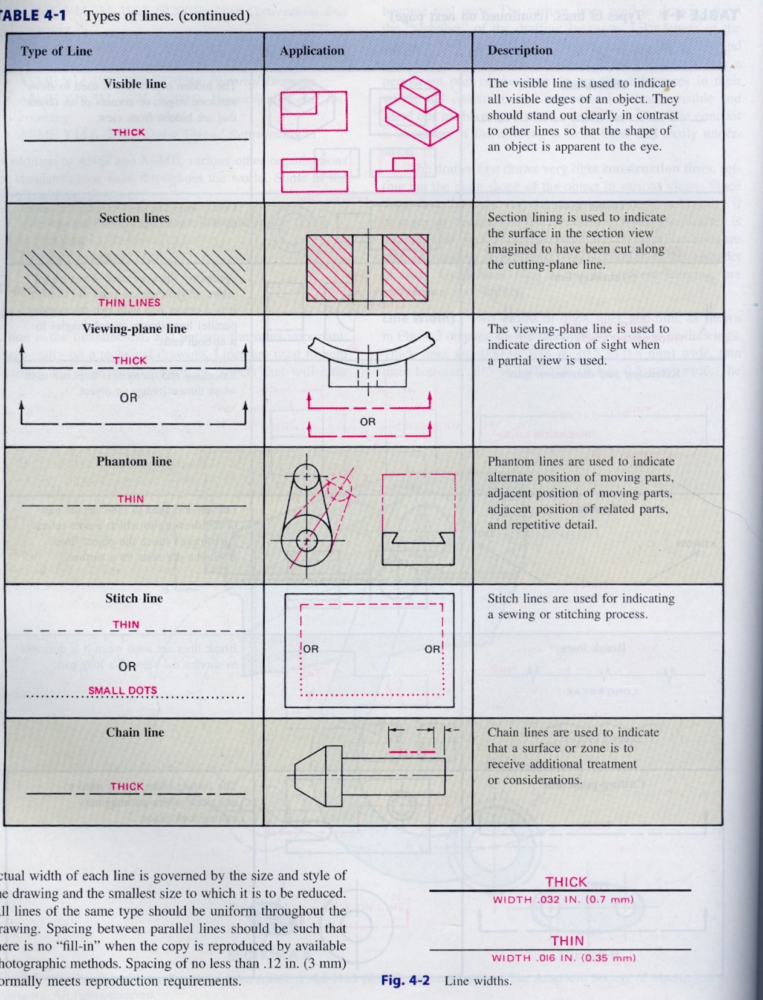 TABLE 4-1 Types of lines. (continued)
Type of Line
Application
Description
Visible line
THICK
The visible line is used to indicate
all visible edges of an object. They
should stand out clearly in contrast
to other lines so that the shape of
an object is apparent to the eye.
Section lines
THIN LINES
Section lining is used to indicate
the surface in the section view
imagined to have been cut along
the cutting-plane line.
Viewing-plane line
THICK
OR
OR
The viewing-plane line is used to
indicate direction of sight when
a partial view is used.
Phantom line
THIN
Phantom lines are used to indicate
alternate position of moving parts,
adjacent position of moving parts,
adjacent position of related parts,
and repetitive detail.
Stitch line
THIN
OR
SMALL DOTS
OR OR
Stitch lines are used for indicating
a sewing or stitching process.
Chain line
THICK
Chain lines are used to indicate
that a surface or zone is to
receive additional treatment
or considerations.
ctual width of each line is governed by the size and style of
he drawing and the smallest size to which it is to be reduced.
ll lines of the same type should be uniform throughout the
rawing. Spacing between parallel lines should be such that
here is no “fill-in” when the copy is reproduced by available
hotographic methods. Spacing of no less than .12 in. (3 mm)
ormally meets reproduction requirements.
THICK
WIDTH .032 IN. (0.7 mm)
THIN
WIDTH .016 IN. (0.35 mm)
Fig. 4-2 Line widths.